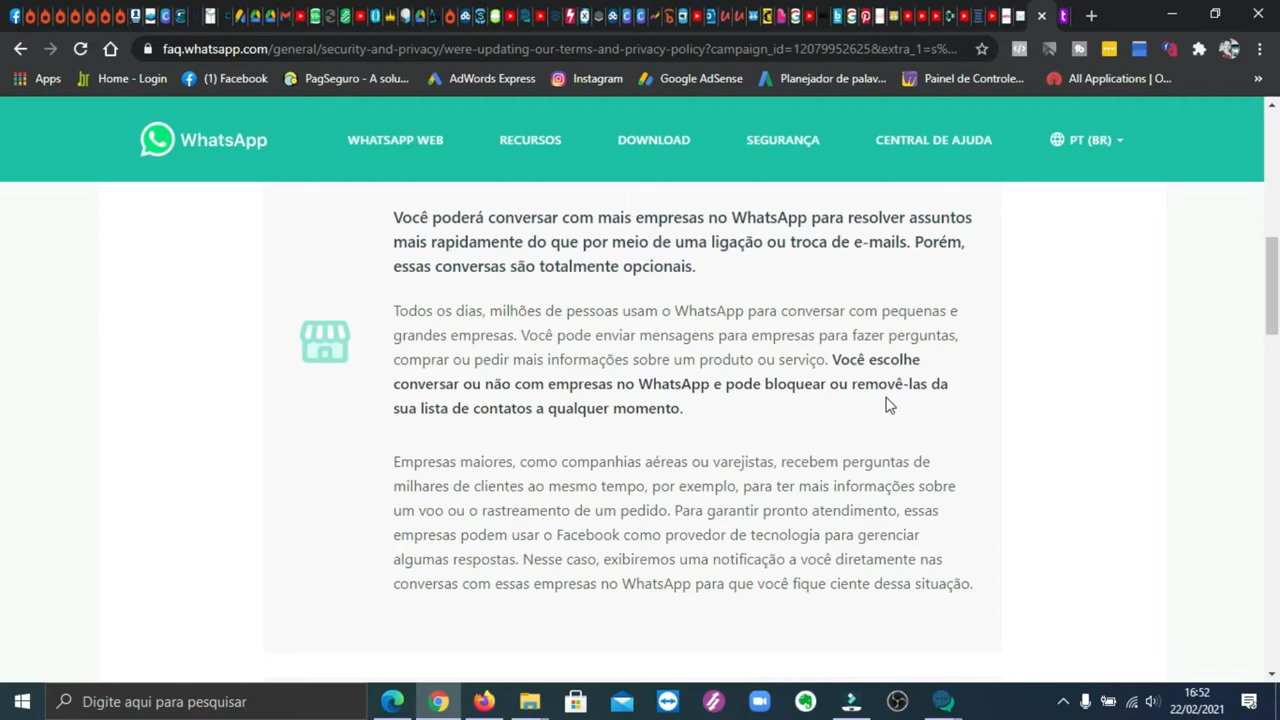 faq.whatsapp.com/general/security-and-privacy/were-updating-our-terms-and-privacy-policy?campaign_id=12079952625&extra_1=s%...
Apps
Home - Login
(1) Facebook
PagSeguro - A solu...
AdWords Express
Instagram
Google AdSense
Planejador de palav...
Painel de Controle...
All Applications | O...
»
WhatsApp
WHATSAPP WEB
RECURSOS
DOWNLOAD
SEGURANÇA
CENTRAL DE AJUDA
PT (BR)
Você poderá conversar com mais empresas no WhatsApp para resolver assuntos
mais rapidamente do que por meio de uma ligação ou troca de e-mails. Porém,
essas conversas são totalmente opcionais.
Todos os dias, milhões de pessoas usam o WhatsApp para conversar com pequenas e
grandes empresas. Você pode enviar mensagens para empresas para fazer perguntas,
comprar ou pedir mais informações sobre um produto ou serviço. Você escolhe
conversar ou não com empresas no WhatsApp e pode bloquear ou removê-las da
sua lista de contatos a qualquer momento.
Empresas maiores, como companhias aéreas ou varejistas, recebem perguntas de
milhares de clientes ao mesmo tempo, por exemplo, para ter mais informações sobre
um voo ou o rastreamento de um pedido. Para garantir pronto atendimento, essas
empresas podem usar o Facebook como provedor de tecnologia para gerenciar
algumas respostas. Nesse caso, exibiremos uma notificação a você diretamente nas
conversas com essas empresas no WhatsApp para que você fique ciente dessa situação.
Digite aqui para pesquisar
16:52
22/02/2021